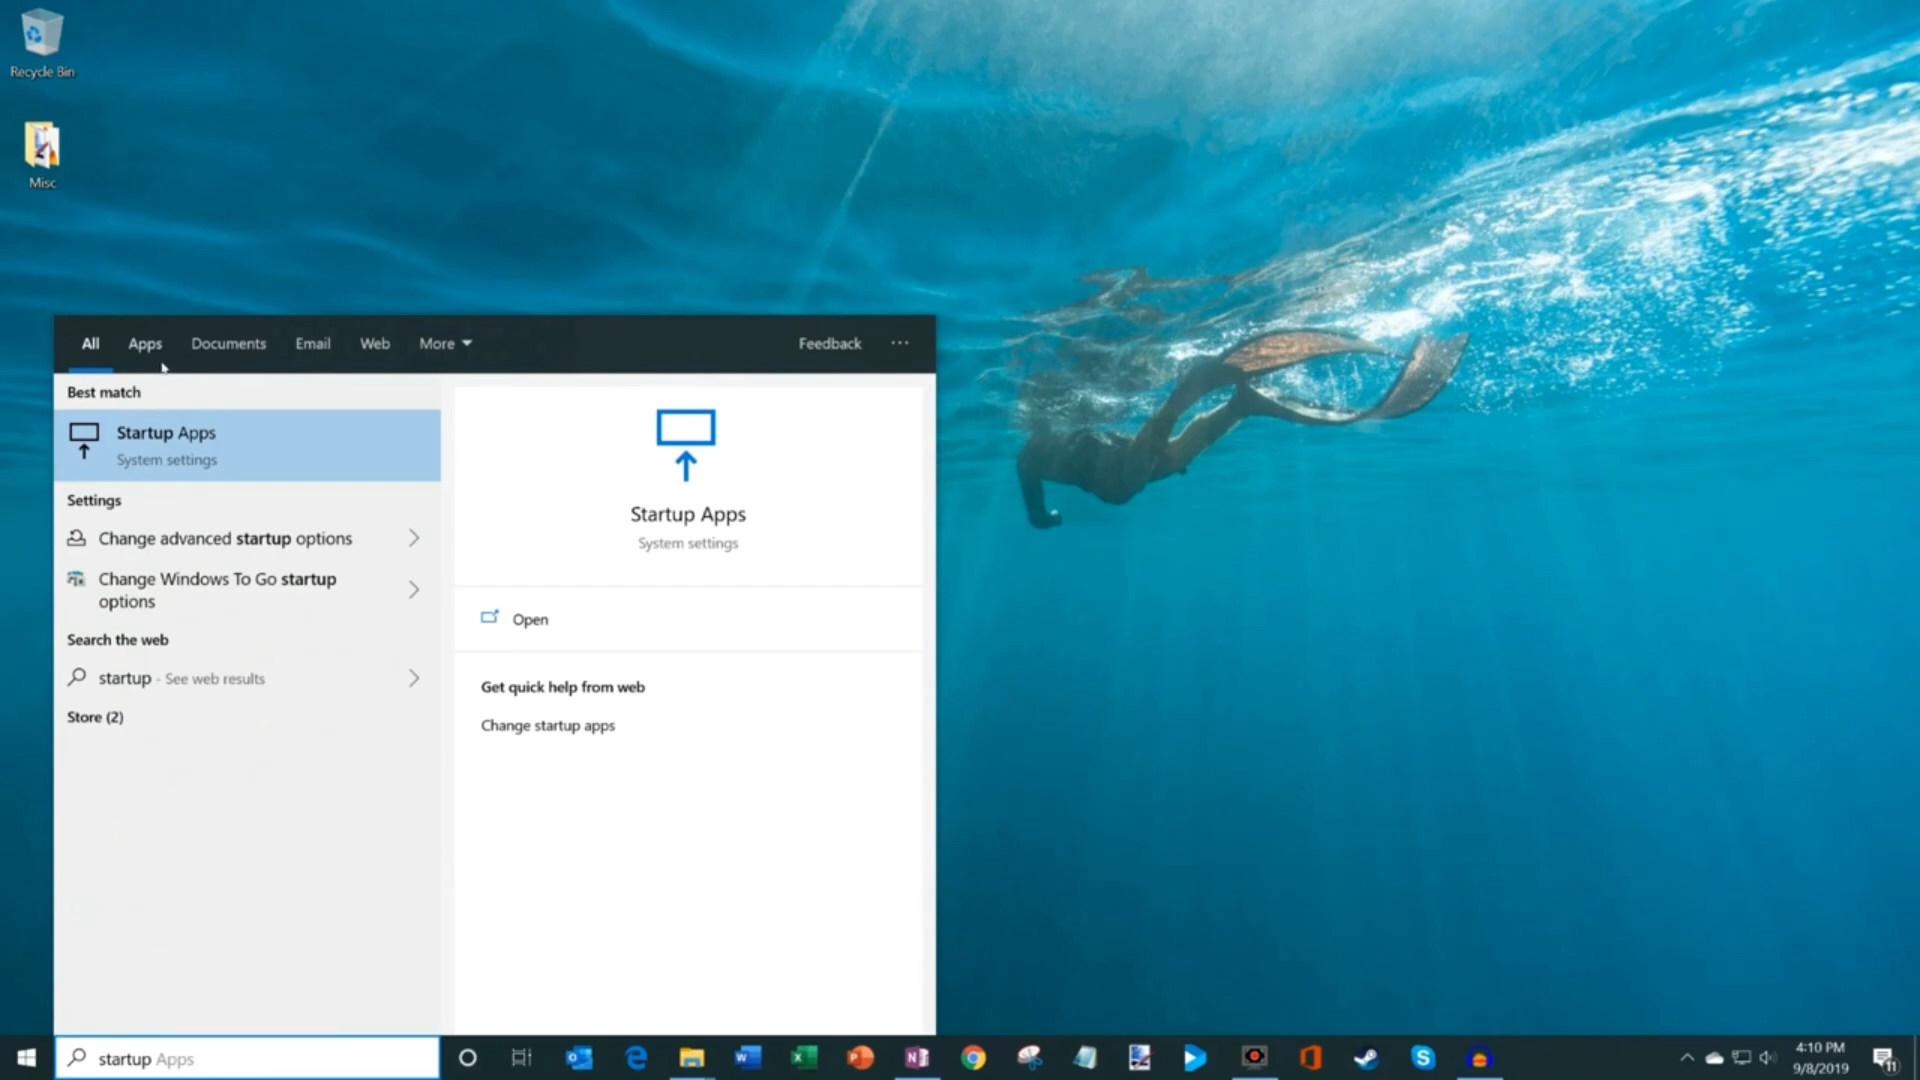 Recycle Bin
Misc
All Apps Documents Email Web More Feedback ...
Best match
Startup Apps
System settings
Settings
Change advanced startup options
Change Windows To Go startup
options
Search the web
startup - See web results
Store (2)
Startup Apps
System settings
Open
Get quick help from web
Change startup apps
startup Apps
4:10 PM
9/8/2019
11